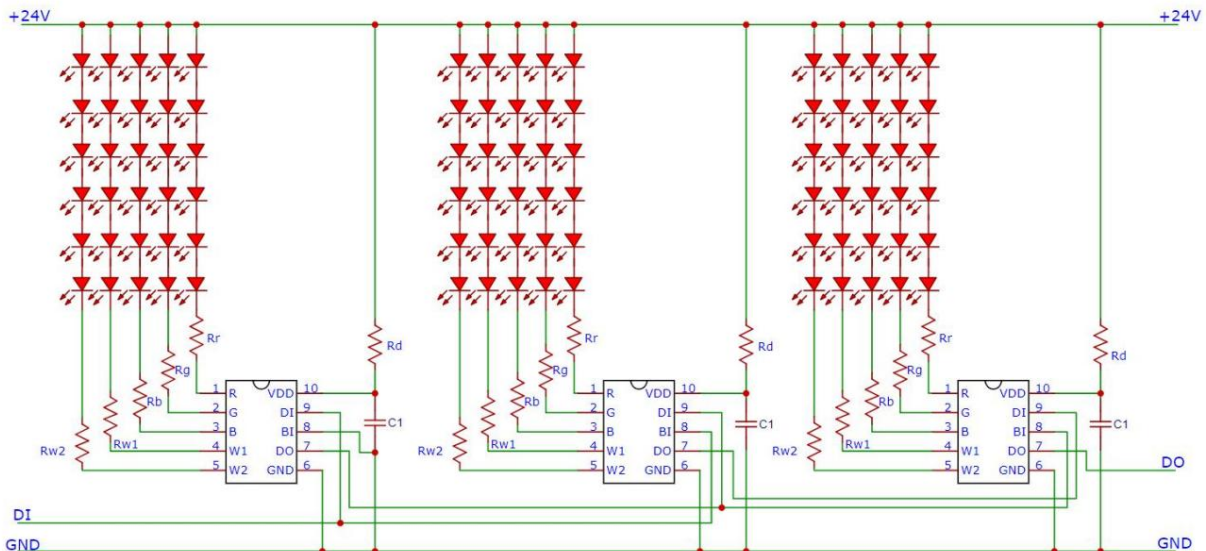 +24V +24V
Rr Rd Rr Rd Rr Rd
Rg Rg Rg
Rb Rb Rb
Rw1 Rw1 Rw1
Rw2 Rw2 Rw2
1 R VDD 10 1 R VDD 10 1 R VDD 10
2 G DI 9 2 G DI 9 2 G DI 9
3 B BI 8 C1 3 B BI 8 C1 3 B BI 8 C1
4 W1 DO 7 4 W1 DO 7 4 W1 DO 7
5 W2 GND 6 5 W2 GND 6 5 W2 GND 6
DO
DI
GND GND